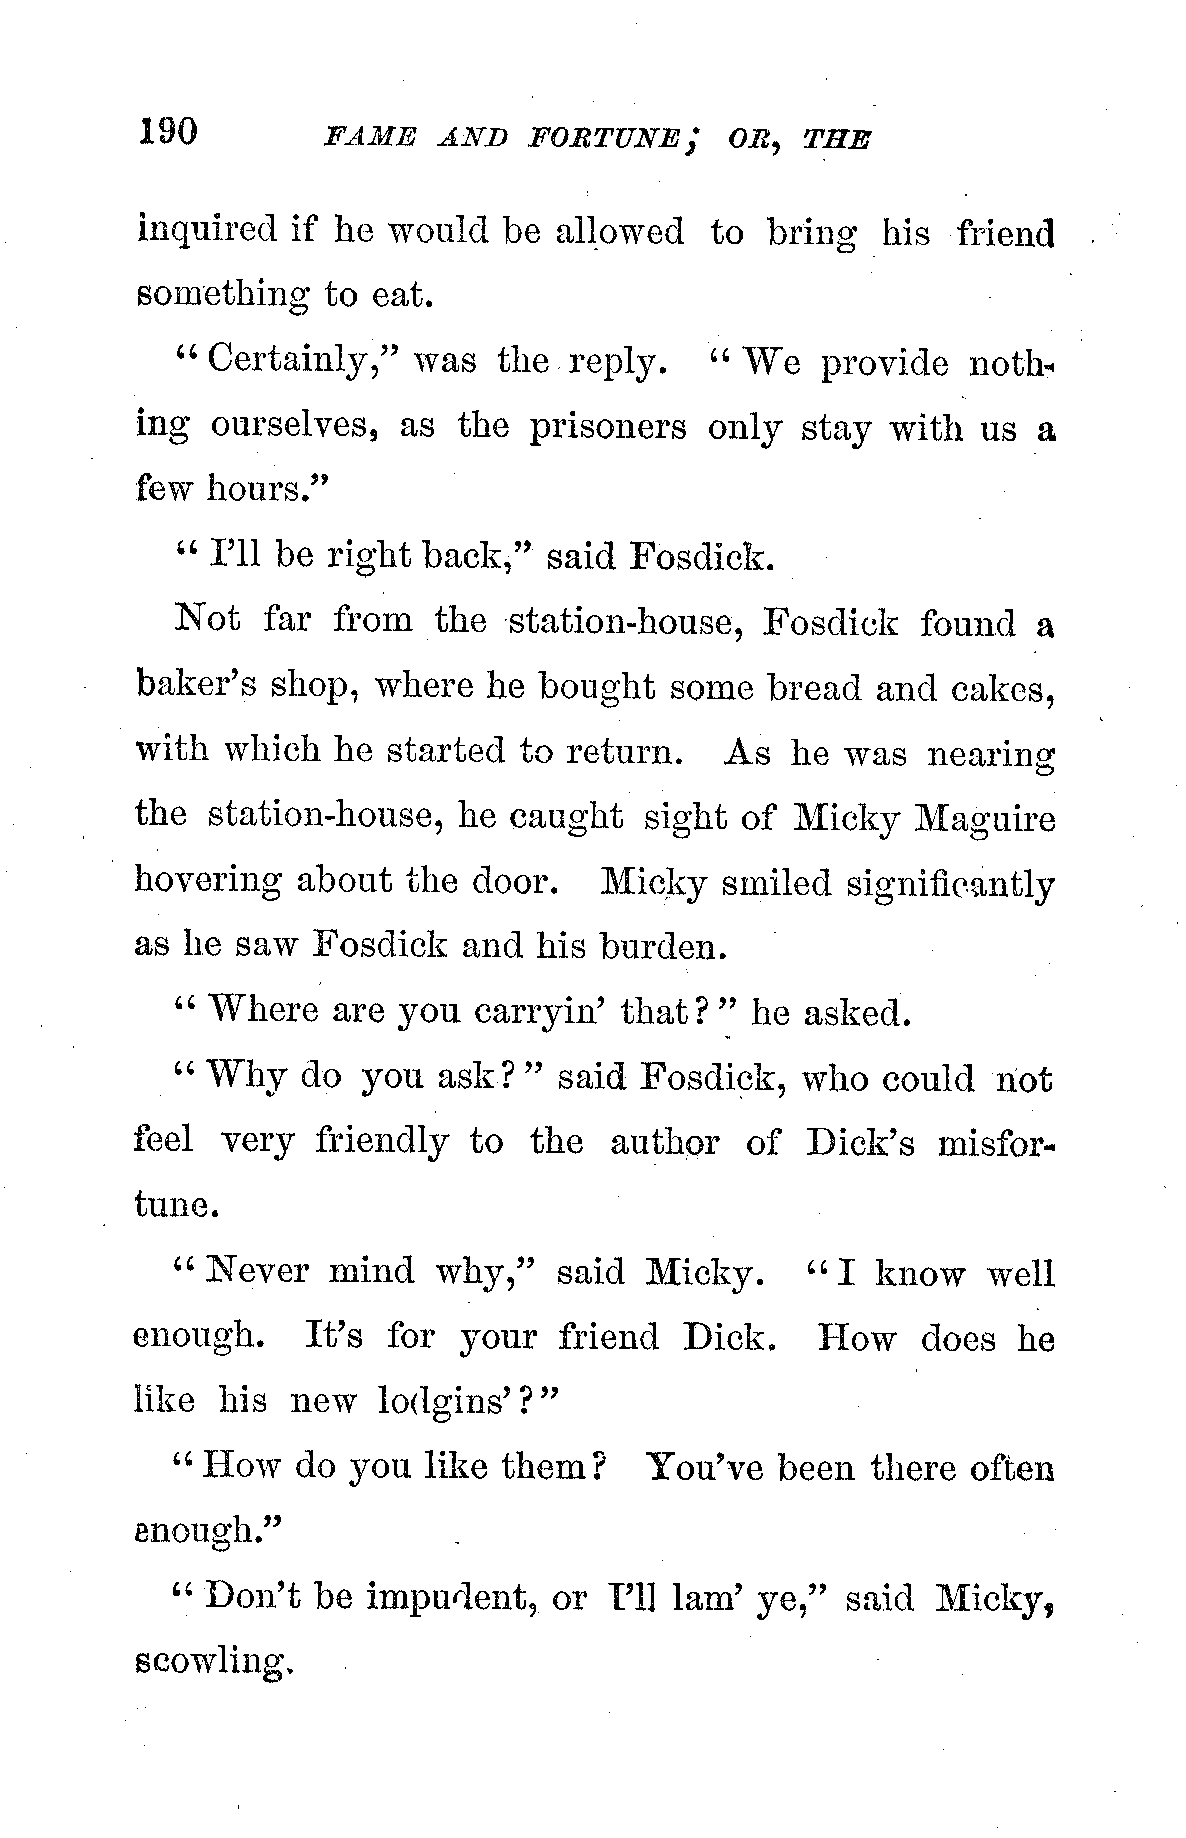 190 FAME AND FORTUNE; OR, THE
inquired if he would be allowed to bring his friend
something to eat.
"Certainly," was the reply. "We provide noth-
ing ourselves, as the prisoners only stay with us a
few hours."
"I'll be right back," said Fosdick.
Not far from the station-house, Fosdick found a
baker's shop, where he bought some bread and cakes,
with which he started to return. As he was nearing
the station-house, he caught sight of Micky Maguire
hovering about the door. Micky smiled significantly
as he saw Fosdick and his burden.
"Where are you carryin' that?" he asked.
"Why do you ask?" said Fosdick, who could not
feel very friendly to the author of Dick's misfor-
tune.
"Never mind why," said Micky. "I know well
enough. It's for your friend Dick. How does he
like his new lodgins'?"
"How do you like them? You've been there often
enough."
"Don't be impudent, or I'll lam' ye," said Micky,
scowling.